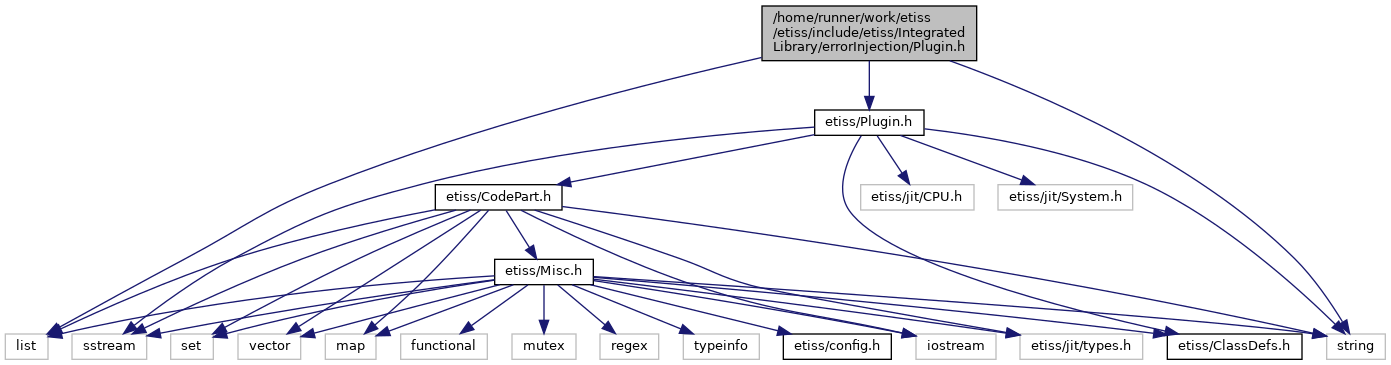 /home/runner/work/etiss
/etiss/include/etiss/Integrated
Library/errorInjection/Plugin.h
etiss/Plugin.h
etiss/CodePart.h
etiss/jit/CPU.h
etiss/jit/System.h
etiss/Misc.h
list
sstream
set
vector
map
functional
mutex
regex
typeinfo
etiss/config.h
iostream
etiss/jit/types.h
etiss/ClassDefs.h
string